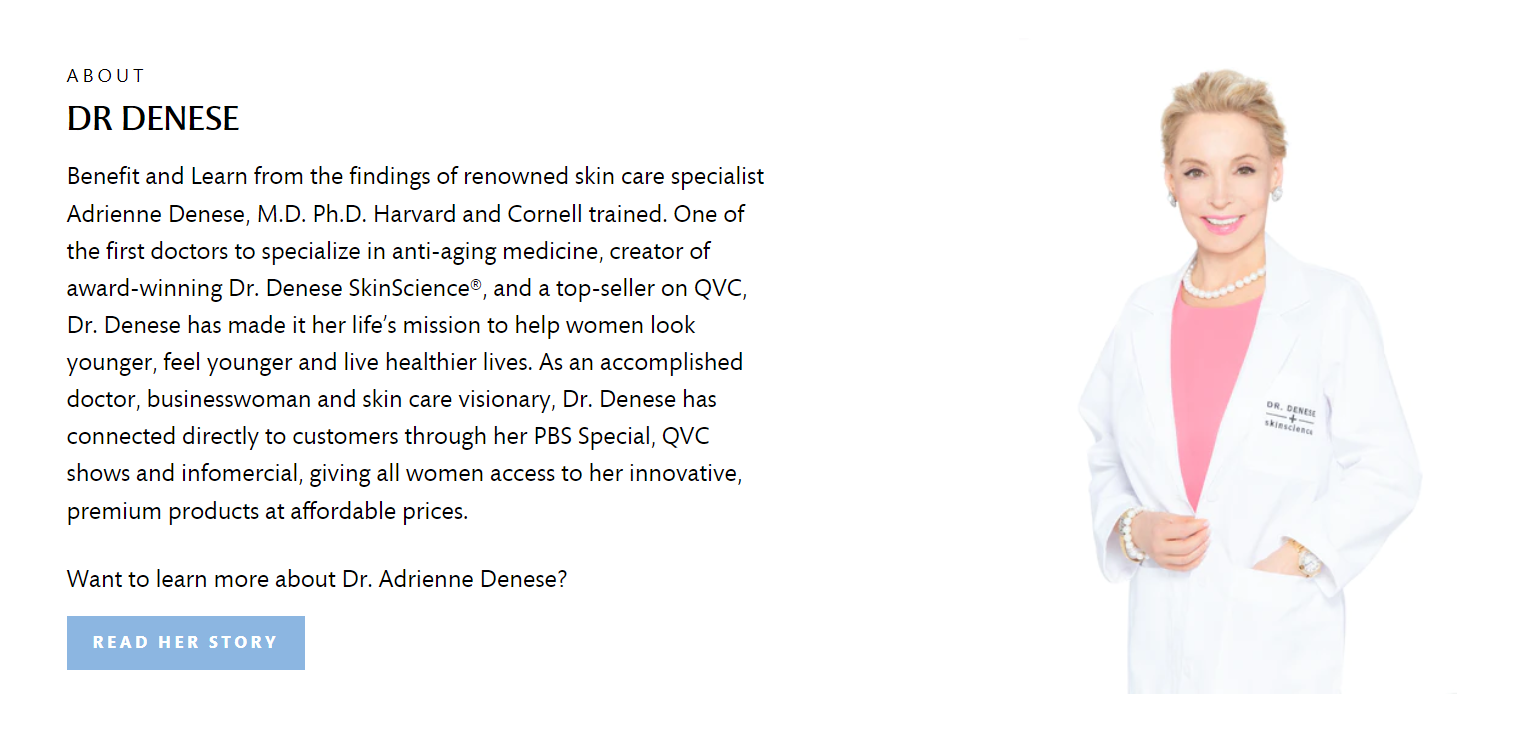 ABOUT
DR DENESE
Benefit and Learn from the findings of renowned skin care specialist
Adrienne Denese, M.D. Ph.D. Harvard and Cornell trained. One of
the first doctors to specialize in anti-aging medicine, creator of
award-winning Dr. Denese SkinScience®, and a top-seller on QVC,
Dr. Denese has made it her life’s mission to help women look
younger, feel younger and live healthier lives. As an accomplished
doctor, businesswoman and skin care visionary, Dr. Denese has
connected directly to customers through her PBS Special, QVC
shows and infomercial, giving all women access to her innovative,
premium products at affordable prices.
Want to learn more about Dr. Adrienne Denese?
READ HER STORY
DR. DENESE
skinscience